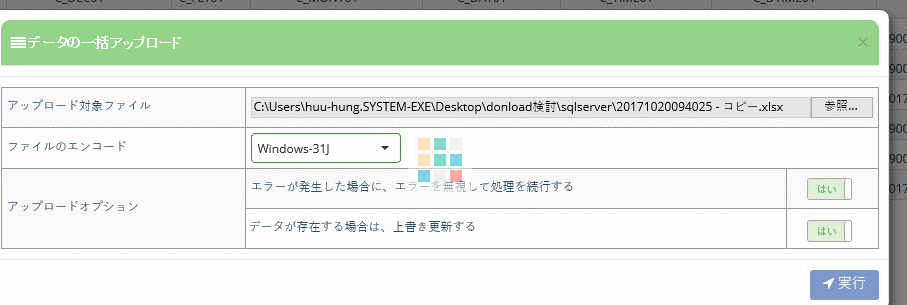 データの一括アップロード
×
アップロード対象ファイル
C:\Users\huu-hung.SYSTEM-EXE\Desktop\donload検討\sqlserver\20171020094025 - コピー.xlsx
参照...
ファイルのエンコード
Windows-31J
アップロードオプション
エラーが発生した場合に、エラーを無視して処理を続行する
はい
データが存在する場合は、上書き更新する
はい
実行